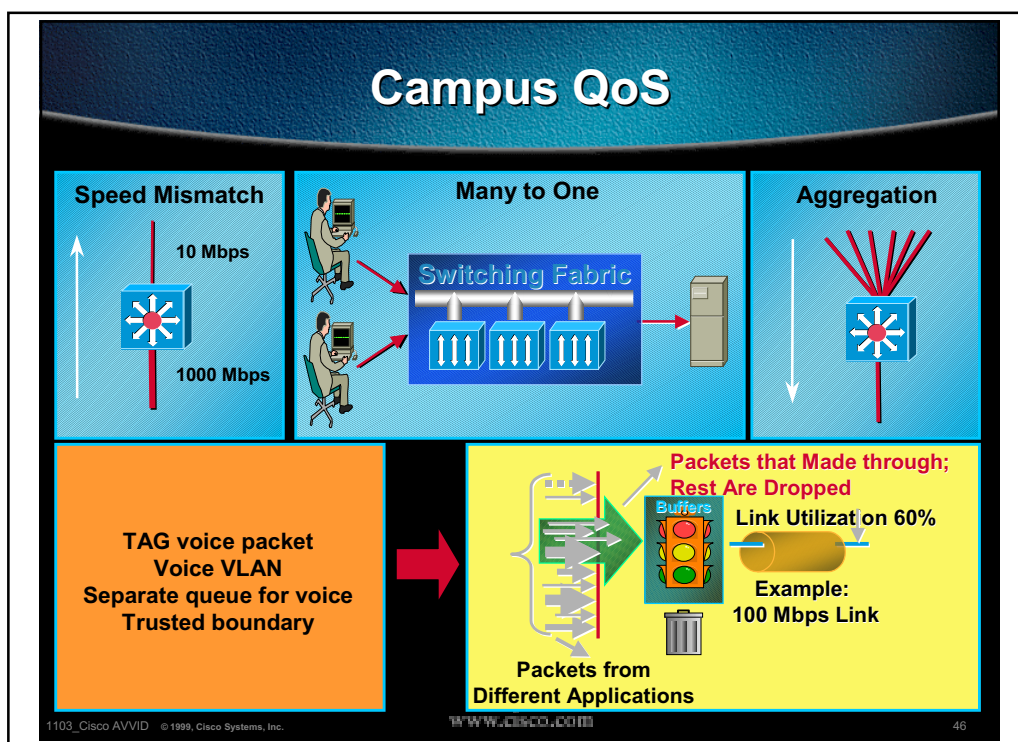 Campus QoS
Speed Mismatch
10 Mbps
1000 Mbps
Many to One
Switching Fabric
Aggregation
TAG voice packet
Voice VLAN
Separate queue for voice
Trusted boundary
Packets that Made through;
Rest Are Dropped
Buffers
Link Utilization 60%
Example:
100 Mbps Link
Packets from
Different Applications
1103_Cisco AVVID © 1999, Cisco Systems, Inc.
www.cisco.com
46